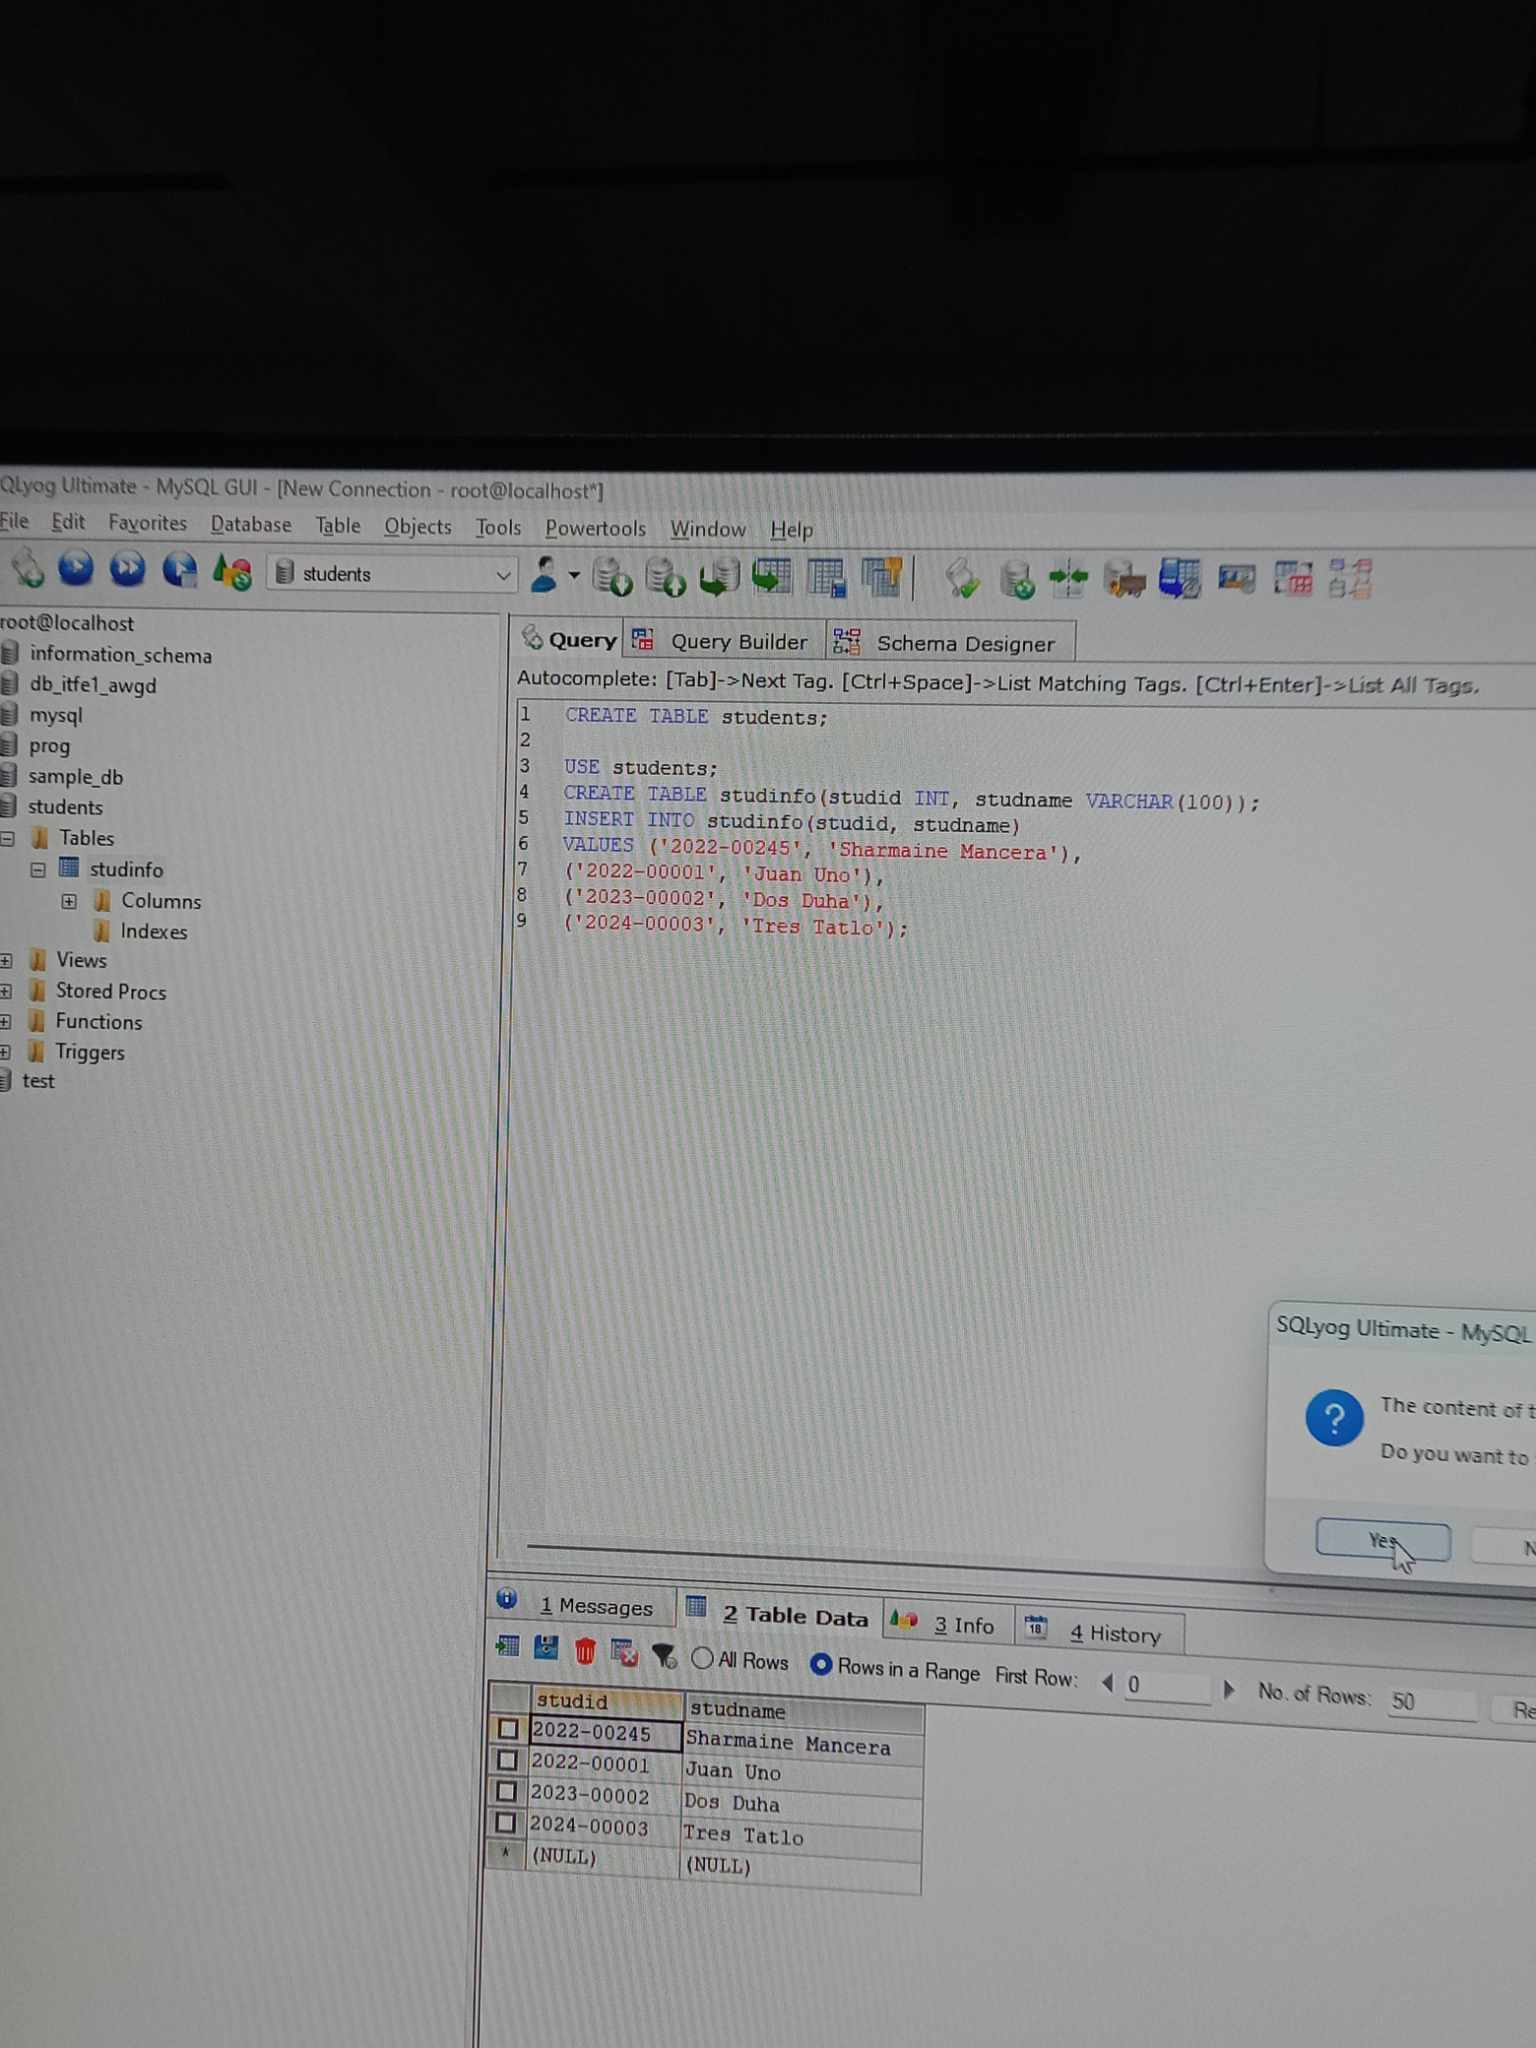 QLyog Ultimate - MySQL GUI - [New Connection - root@localhost*]
File Edit Favorites Database Table Objects Tools Powertools Window Help
students
root@localhost
information_schema
db_itfe1_awgd
mysql
prog
sample_db
students
Tables
studinfo
Columns
Indexes
Views
Stored Procs
Functions
Triggers
test
Query Query Builder Schema Designer
Autocomplete: [Tab]->Next Tag. [Ctrl+Space]->List Matching Tags. [Ctrl+Enter]->List All Tags.
1 CREATE TABLE students;
2
3 USE students;
4 CREATE TABLE studinfo(studid INT, studname VARCHAR(100));
5 INSERT INTO studinfo(studid, studname)
6 VALUES ('2022-00245', 'Sharmaine Mancera'),
7 ('2022-00001', 'Juan Uno'),
8 ('2023-00002', 'Dos Duha'),
9 ('2024-00003', 'Tres Tatlo');
SQLyog Ultimate - MySQL
The content of t
Do you want to
Yes N
1 Messages 2 Table Data 3 Info 18 4 History
All Rows Rows in a Range First Row: 0 No. of Rows: 50 Re
studid studname
2022-00245 Sharmaine Mancera
2022-00001 Juan Uno
2023-00002 Dos Duha
2024-00003 Tres Tatlo
* (NULL) (NULL)